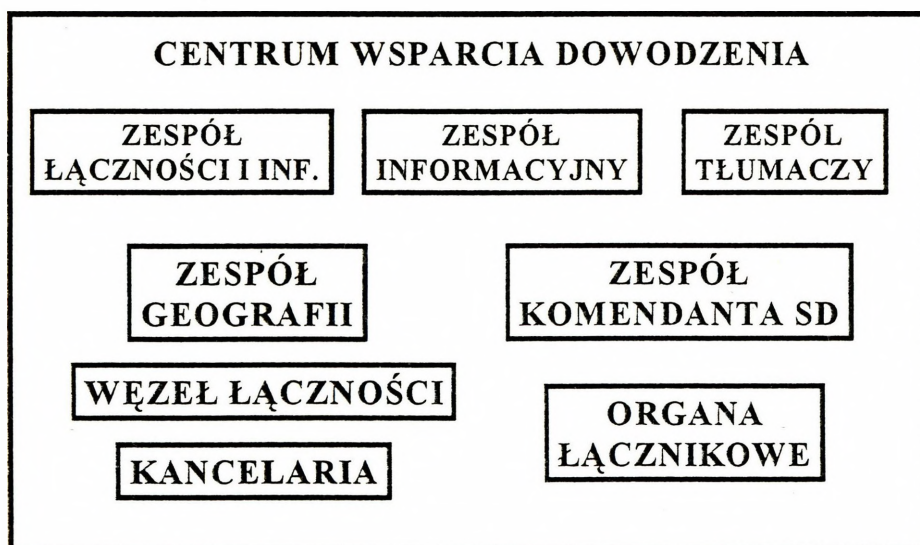 CENTRUM WSPARCIA DOWODZENIA
ZESPÓŁ
ŁĄCZNOŚCI I INF.
ZESPÓŁ
INFORMACYJNY
ZESPÓL
TŁUMACZY
ZESPÓŁ
GEOGRAFII
ZESPÓŁ
KOMENDANTA SD
WĘZEŁ ŁĄCZNOŚCI
ORGANA
ŁĄCZNIKOWE
KANCELARIA